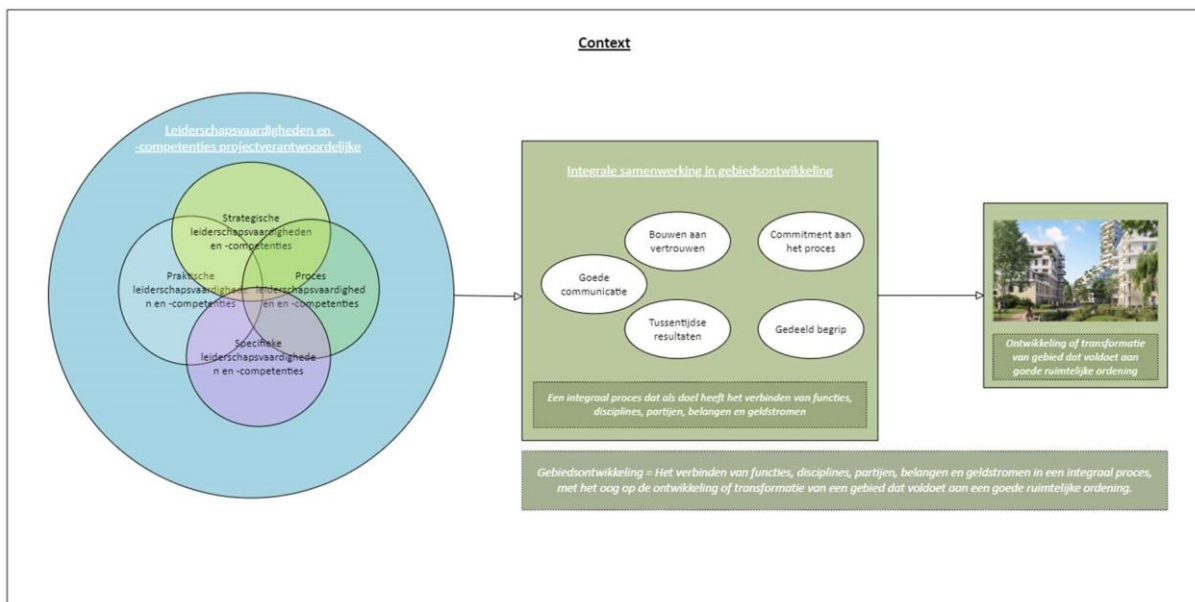 Context
Leiderschapsvaardigheden en
-competenties projectverantwoordelijke
Strategische
leiderschapsvaardigheden
en -competenties
Praktische
leiderschapsvaardighede
n en -competenties
Proces
leiderschapsvaardighed
en en -competenties
Specifieke
leiderschapsvaardighede
n en -competenties
Integrale samenwerking in gebiedsontwikkeling
Bouwen aan
vertrouwen
Commitment aan
het proces
Goede
communicatie
Tussentijdse
resultaten
Gedeeld begrip
Een integraal proces dat als doel heeft het verbinden van functies,
disciplines, partijen, belangen en geldstromen
Ontwikkeling of transformatie
van gebied dat voldoet aan
goede ruimtelijke ordening
Gebiedsontwikkeling = Het verbinden van functies, disciplines, partijen, belangen en geldstromen in een integraal proces,
met het oog op de ontwikkeling of transformatie van een gebied dat voldoet aan een goede ruimtelijke ordening.